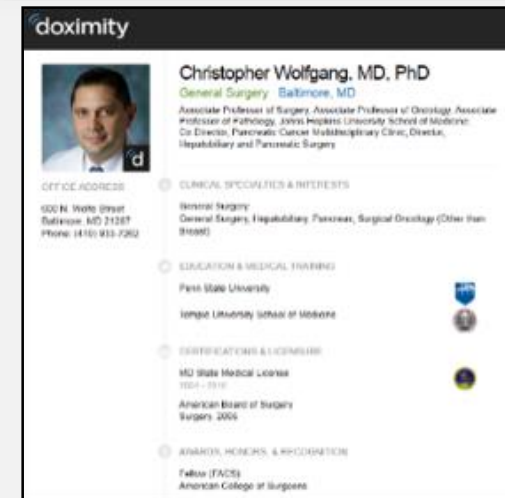 doximity
Christopher Wolfgang, MD, PhD
General Surgery Baltimore, MD
Associate Professor of Surgery, Associate Professor of Oncology, Associate
Professor of Pathology, Johns Hopkins University School of Medicine
Co Director, Pancreatic Cancer Multidisciplinary Clinic, Director,
Hepatobiliary and Pancreatic Surgery
d
OFFICE ADDRESS
600 N. Wolfe Street
Baltimore, MD 21287
Phone: (410)
CLINICAL SPECIALTIES & INTERESTS
General Surgery
General Surgery, Hepatobiliary, Pancreas, Surgical Oncology (Other than
Breast)
EDUCATION & MEDICAL TRAINING
Penn State University
Temple University School of Medicine
CERTIFICATIONS & LICENSURE
MD State Medical License
2004 -
American Board of Surgery
Surgery, 2005
AWARDS, HONORS, & RECOGNITION
Fellow (FACS)
American College of Surgeons